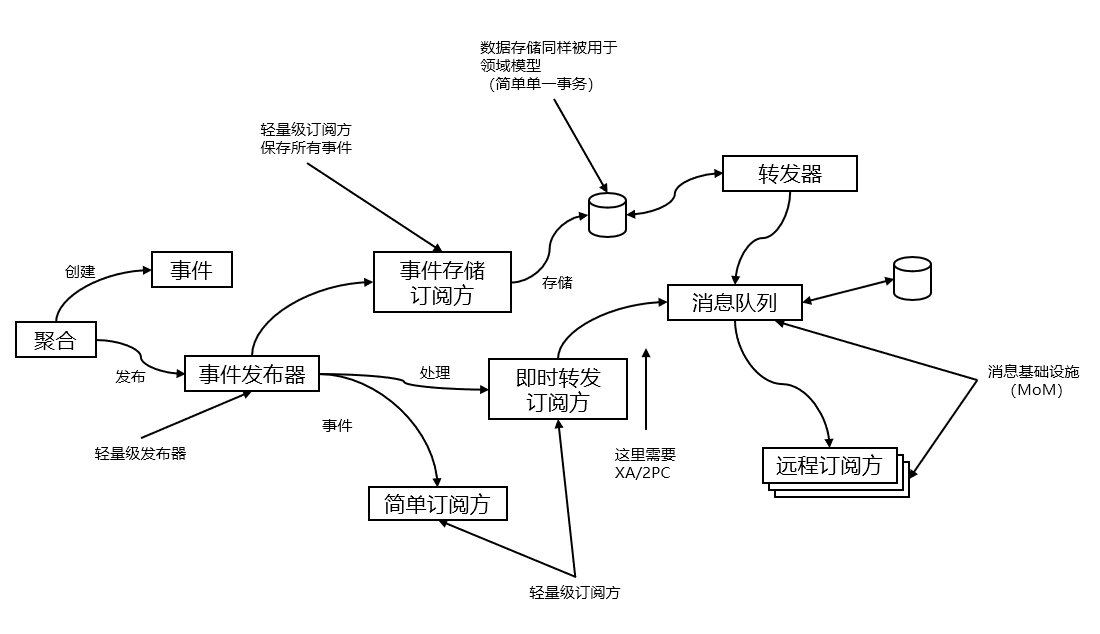 数据存储同样被用于
领域模型
（简单单一事务）
轻量级订阅方
保存所有事件
转发器
创建
事件
事件存储
订阅方
存储
消息队列
聚合
发布
事件发布器
处理
即时转发
订阅方
消息基础设施
（MoM）
事件
轻量级发布器
这里需要
XA/2PC
远程订阅方
简单订阅方
轻量级订阅方